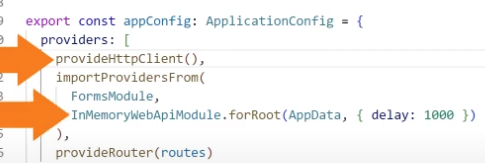 export const appConfig: ApplicationConfig = {
providers: [
provideHttpClient(),
importProvidersFrom(
FormsModule,
InMemoryWebApiModule.forRoot(AppData, { delay: 1000 })
),
provideRouter(routes)